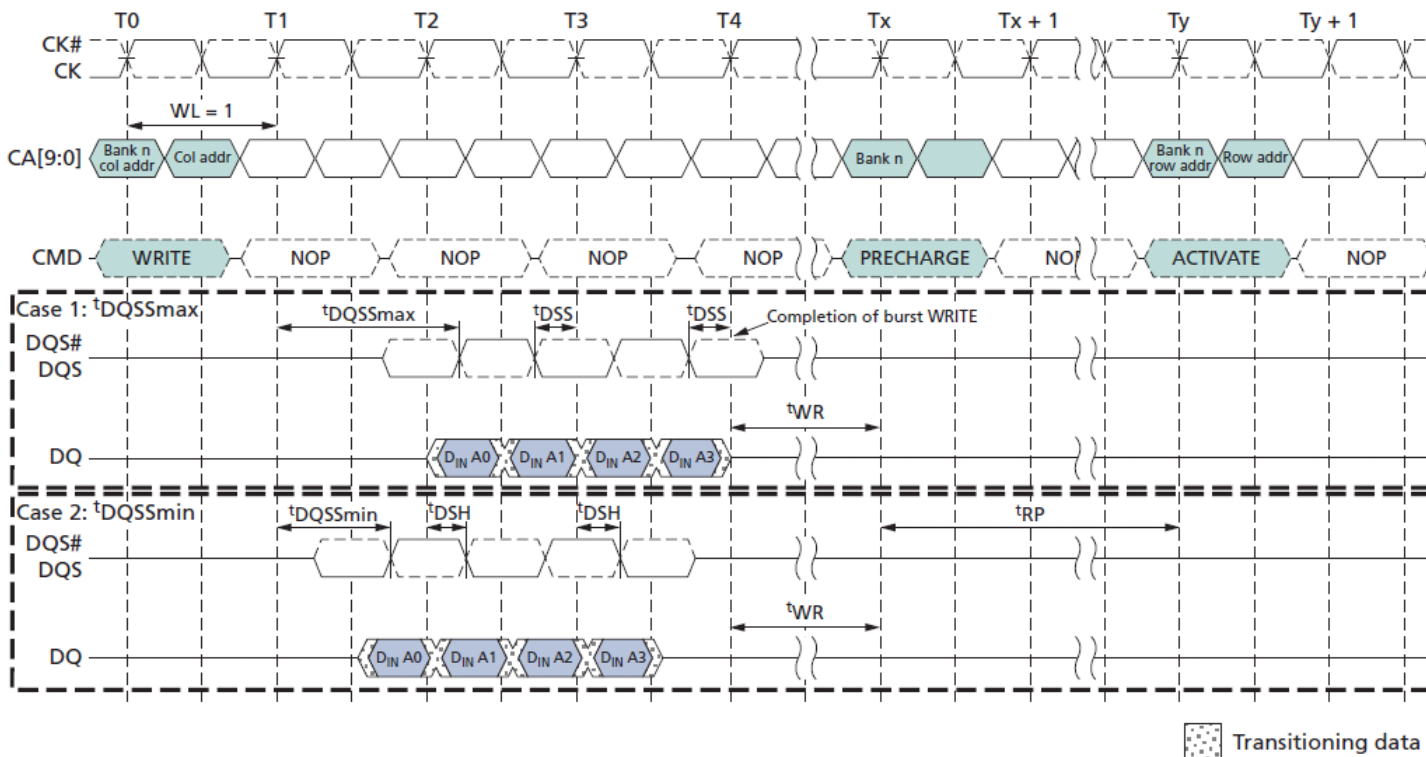 T0 T1 T2 T3 T4 Tx Tx + 1 Ty Ty + 1
CK#
CK
WL = 1
CA[9:0] Bank n col addr Col addr Bank n Bank n row addr Row addr
CMD WRITE NOP NOP NOP NOP PRECHARGE NOP ACTIVATE NOP
Case 1: tDQSSmax
tDQSSmax tDSS tDSS Completion of burst WRITE
DQS#
DQS
tWR
DQ DIN A0 DIN A1 DIN A2 DIN A3
Case 2: tDQSSmin
tDQSSmin tDSH tDSH tRP
DQS#
DQS
tWR
DQ DIN A0 DIN A1 DIN A2 DIN A3
Transitioning data